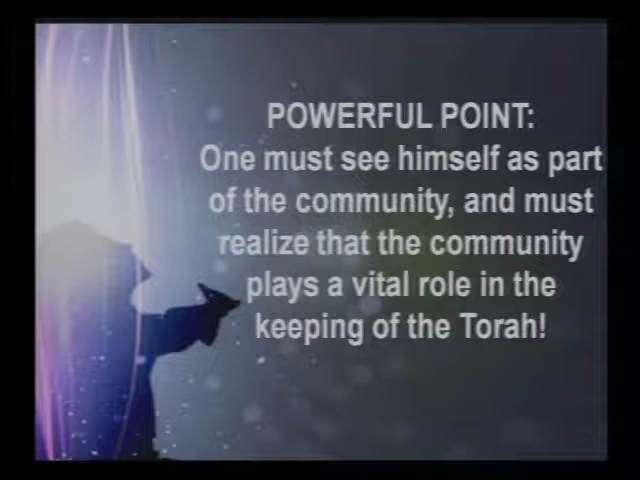 POWERFUL POINT:
One must see himself as part
of the community, and must
realize that the community
plays a vital role in the
keeping of the Torah!